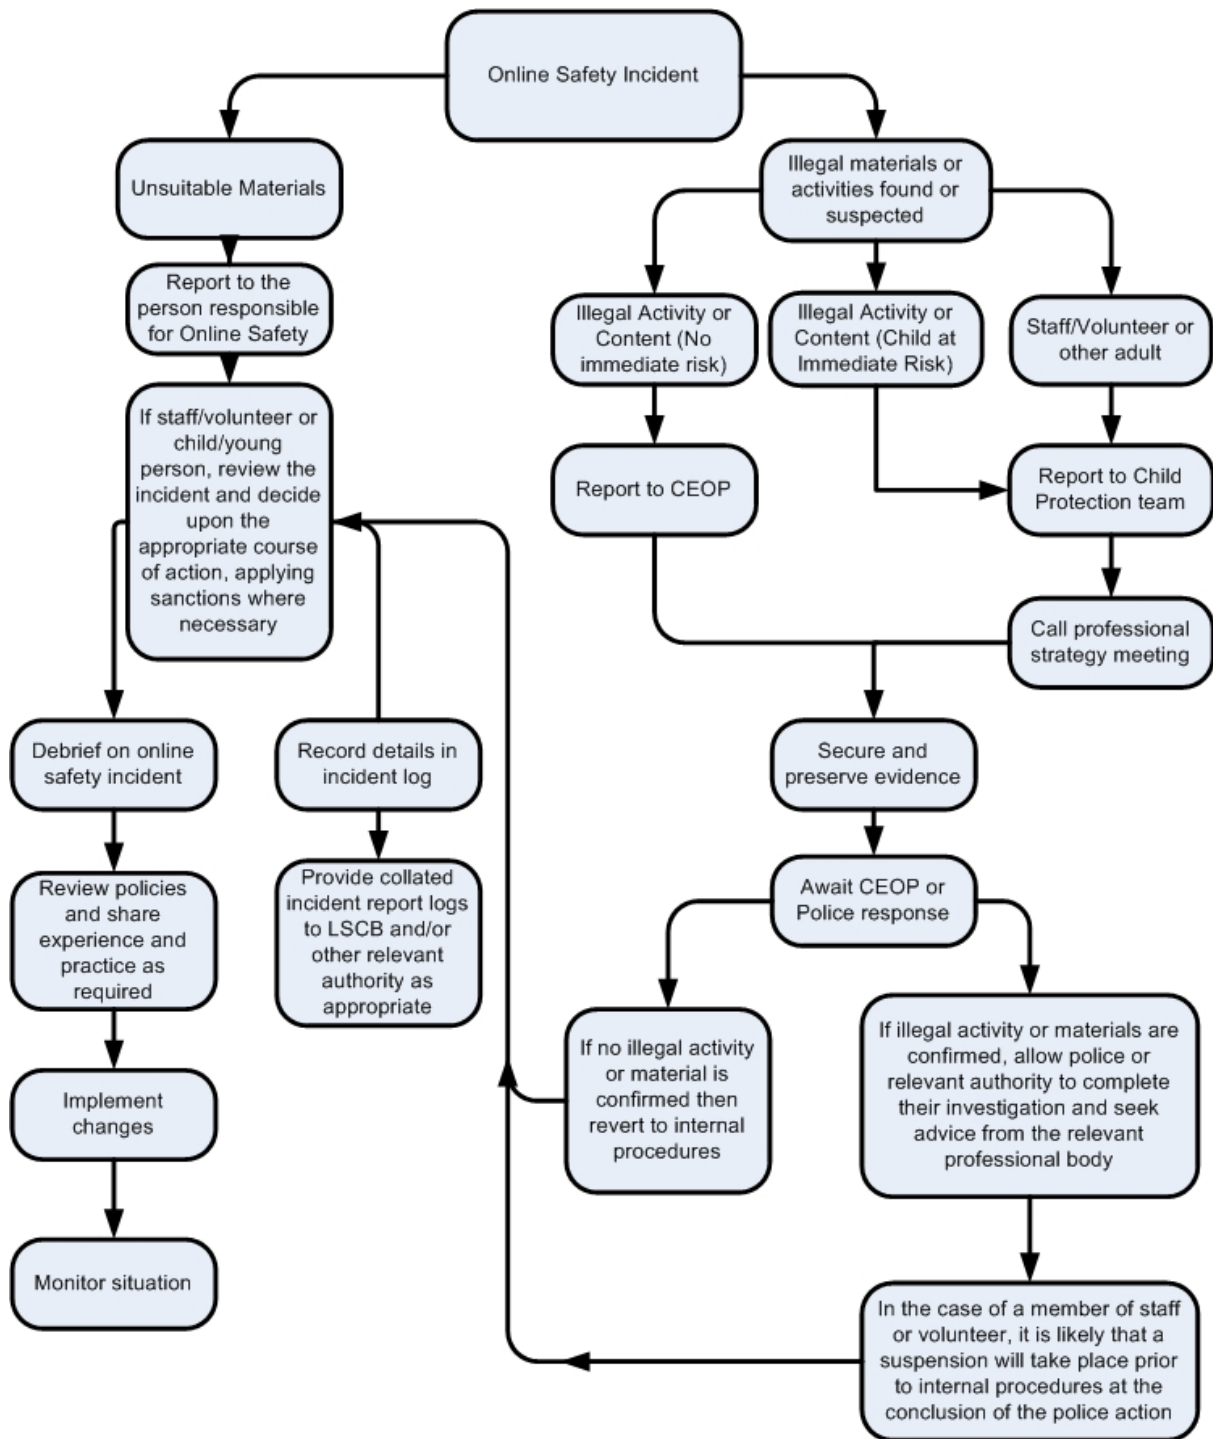 Online Safety Incident
Unsuitable Materials
Illegal materials or
activities found or
suspected
Report to the
person responsible
for Online Safety
Illegal Activity or
Content (No
immediate risk)
Illegal Activity or
Content (Child at
Immediate Risk)
Staff/Volunteer or
other adult
If staff/volunteer or
child/young
person, review the
incident and decide
upon the
appropriate course
of action, applying
sanctions where
necessary
Report to CEOP
Report to Child
Protection team
Call professional
strategy meeting
Debrief on online
safety incident
Record details in
incident log
Secure and
preserve evidence
Review policies
and share
experience and
practice as
required
Provide collated
incident report logs
to LSCB and/or
other relevant
authority as
appropriate
Await CEOP or
Police response
If no illegal activity
or material is
confirmed then
revert to internal
procedures
If illegal activity or materials are
confirmed, allow police or
relevant authority to complete
their investigation and seek
advice from the relevant
professional body
Implement
changes
Monitor situation
In the case of a member of staff
or volunteer, it is likely that a
suspension will take place prior
to internal procedures at the
conclusion of the police action